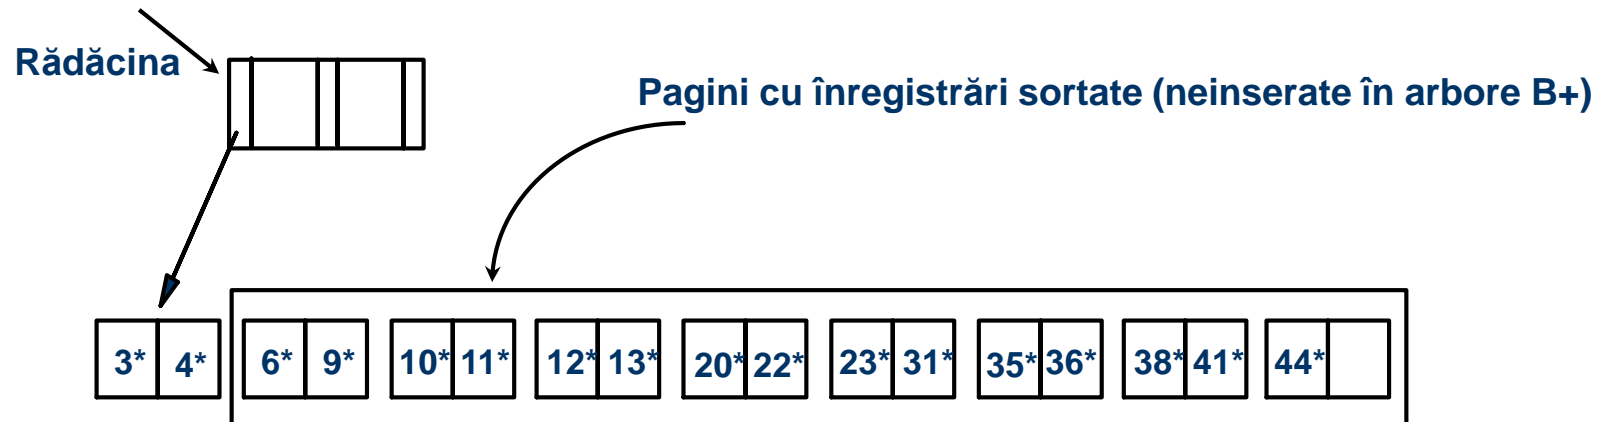 Rădăcina
Pagini cu înregistrări sortate (neinserate în arbore B+)
3* 4* 6* 9* 10* 11* 12* 13* 20* 22* 23* 31* 35* 36* 38* 41* 44*